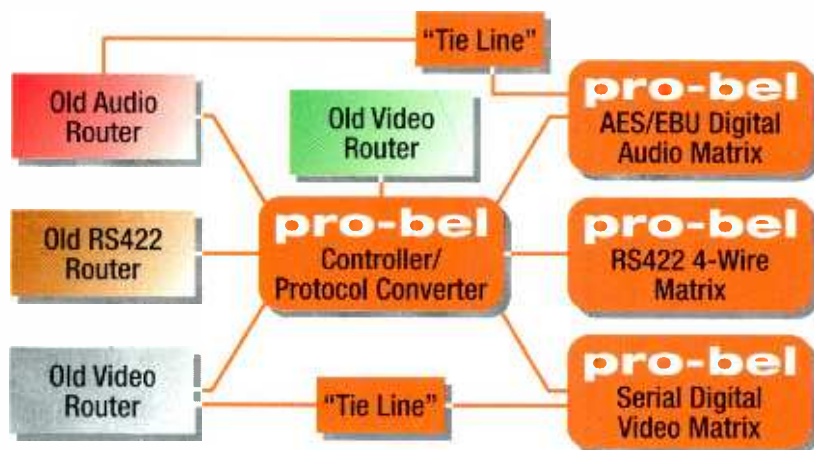 "Tie Line"
Old Audio
Router
Old Video
Router
pro-bel
AES/EBU Digital
Audio Matrix
Old RS422
Router
pro-bel
Controller/
Protocol Converter
pro-bel
RS422 4-Wire
Matrix
Old Video
Router
"Tie Line"
pro-bel
Serial Digital
Video Matrix